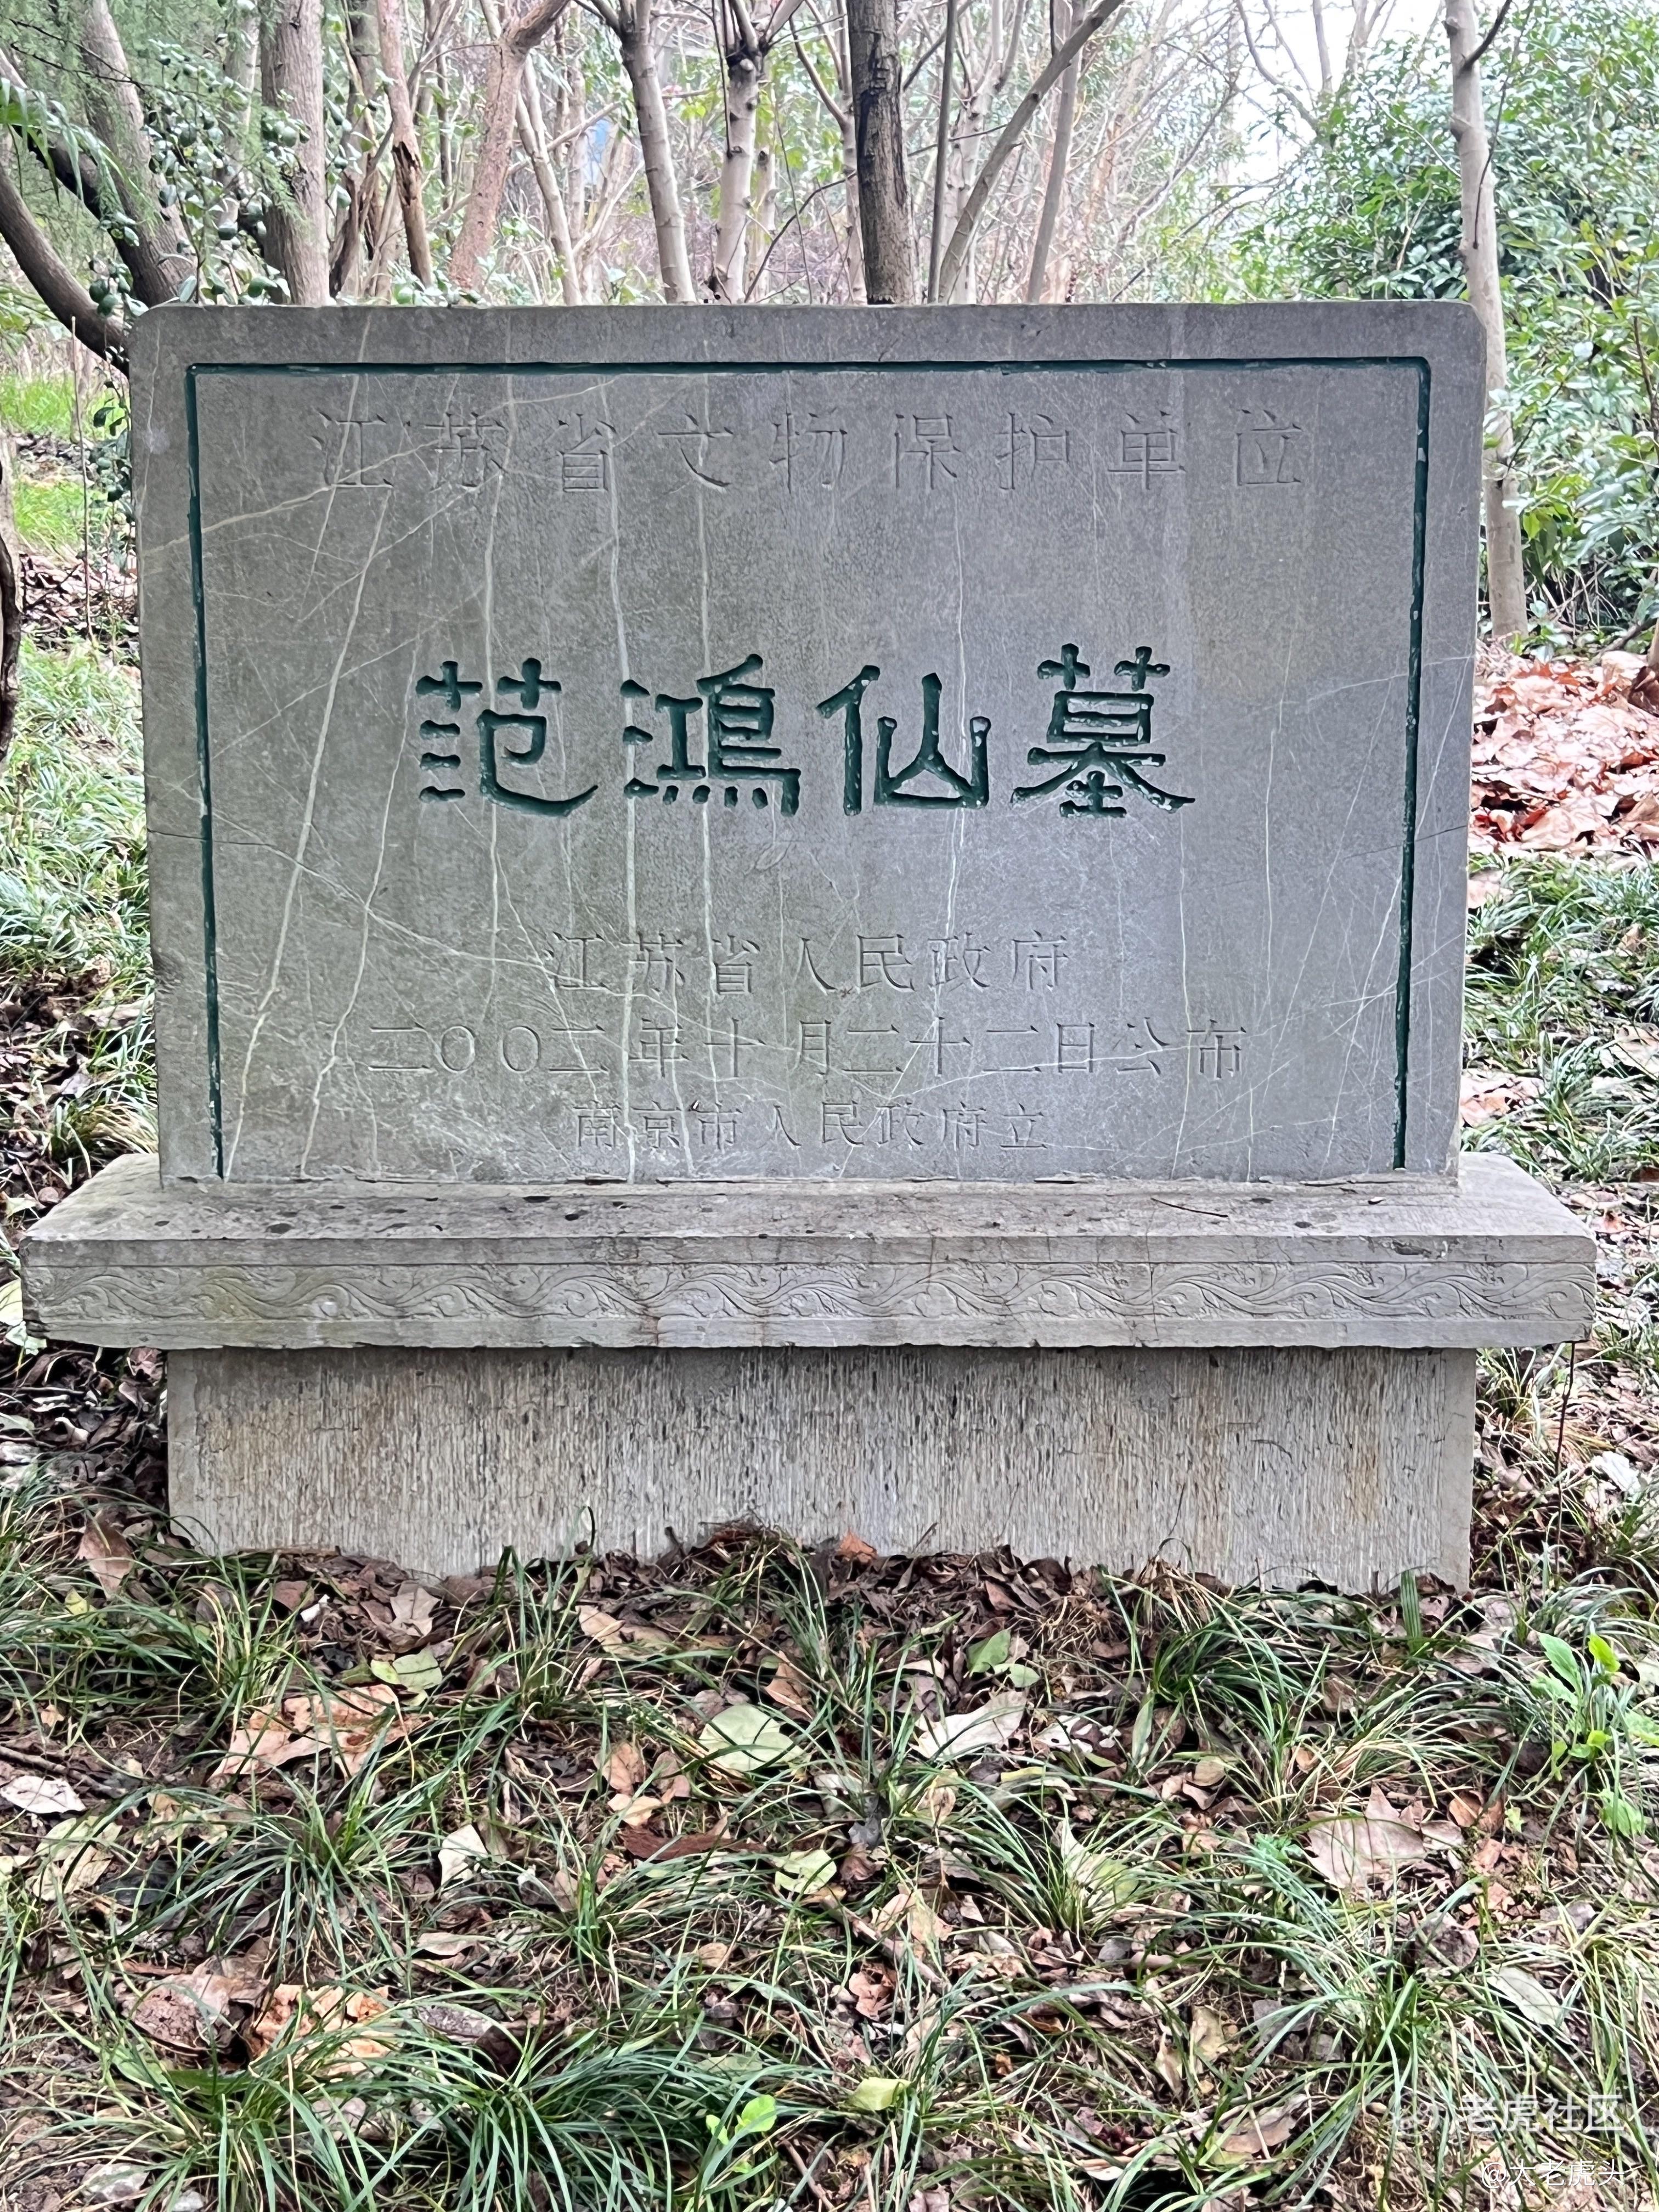 江苏省文物保护单位
范鴻仙墓
江苏省人民政府
二〇〇二年十月二十二日公布
南京市人民政府立
老虎社区
@大老虎头